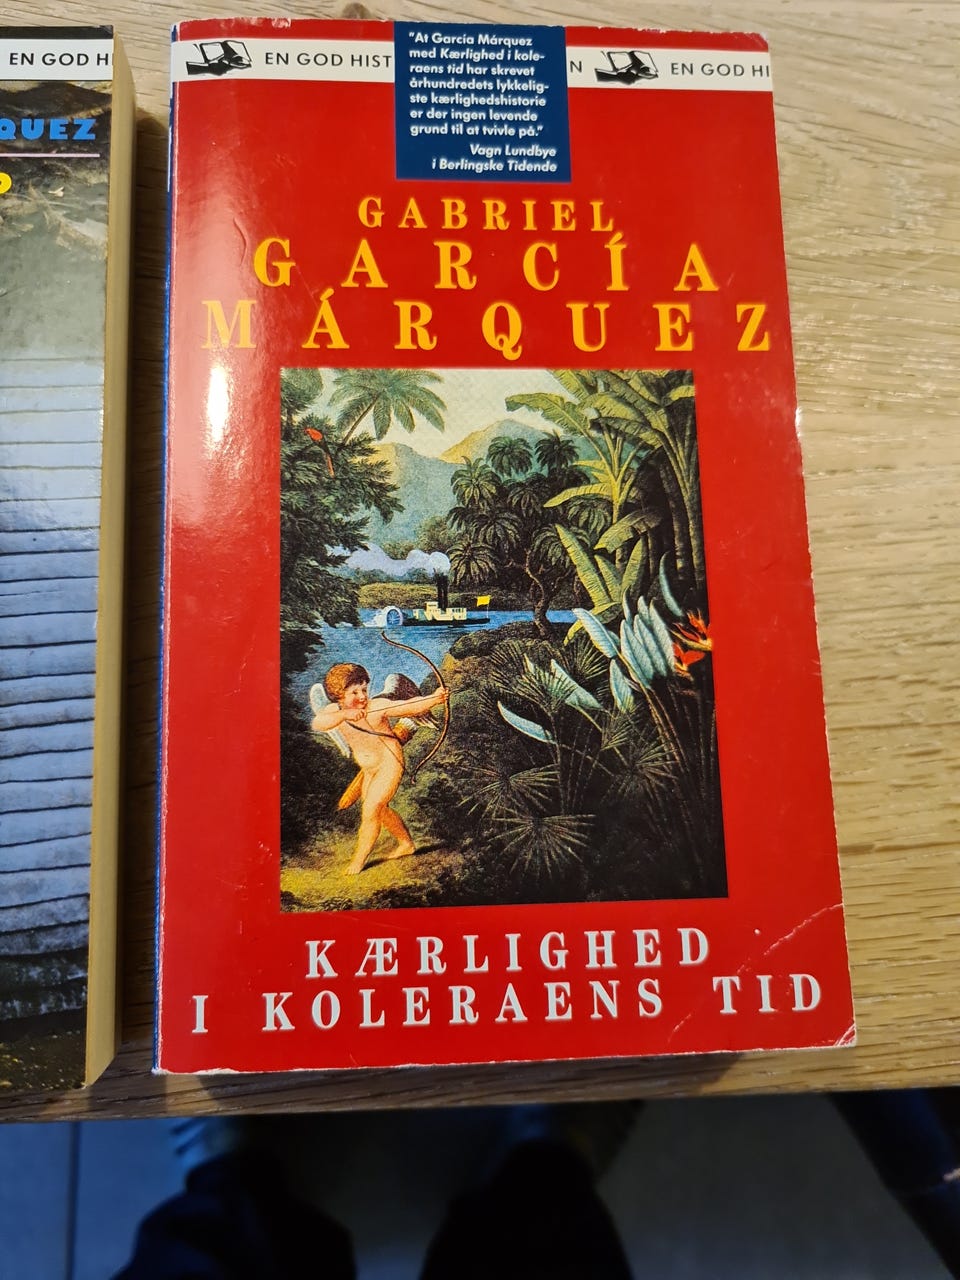 EN GOD HI
QUEZ
EN GOD HIST
N
EN GOD HI
"At García Márquez
med Kærlighed i kole-
raens tid har skrevet
århundredets lykkelig-
ste kærlighedshistorie
er der ingen levende
grund til at tvivle på."
Vagn Lundbye
i Berlingske Tidende
GABRIEL
GARCÍA
MÁRQUEZ
KÆRLIGHED
I KOLERAENS TID